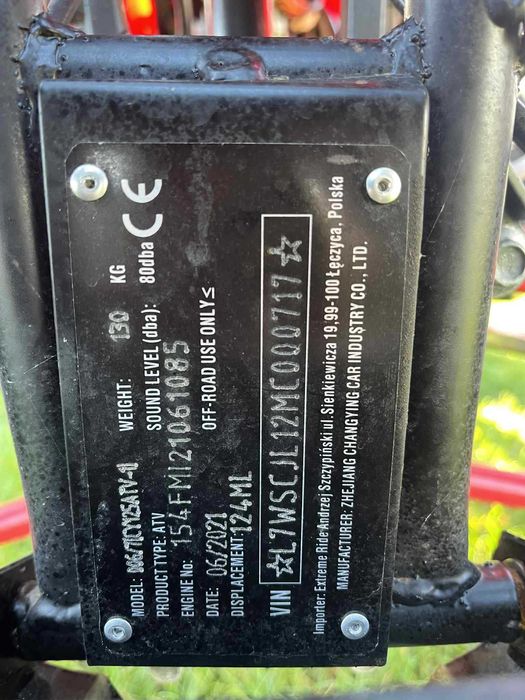 MODEL: WEIGHT: 130 KG
PRODUCT TYPE: ATV SOUND LEVEL (dba): 80dba CE
ENGINE No: 154FMI21061085
DATE: 06/2021 OFF-ROAD USE ONLY≤
DISPLACEMENT: 124ML
VIN ☆L7WSCJL12MC000717☆
Importer: Extreme Ride Andrzej Szczypiński ul. Sienkiewicza 19, 99-100 Łęczyca, Polska
MANUFACTURER: ZHEJIANG CHANGYING CAR INDUSTRY CO., LTD.